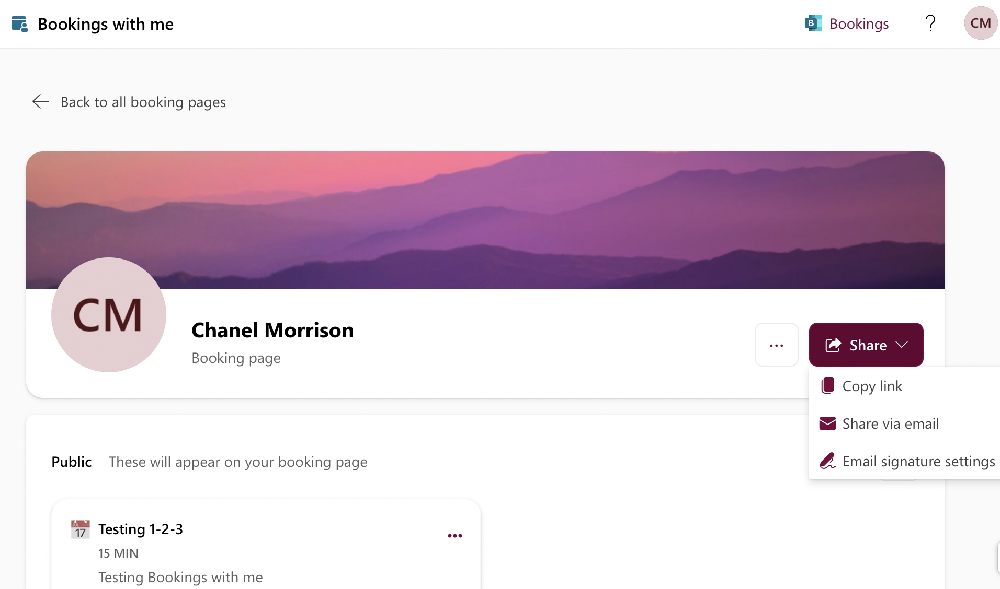 Bookings with me
B
Bookings
?
CM
Back to all booking pages
CM
Chanel Morrison
Booking page
...
Share
Copy link
Share via email
Email signature settings
Public These will appear on your booking page
JUL
17
Testing 1-2-3
...
15 MIN
Testing Bookings with me